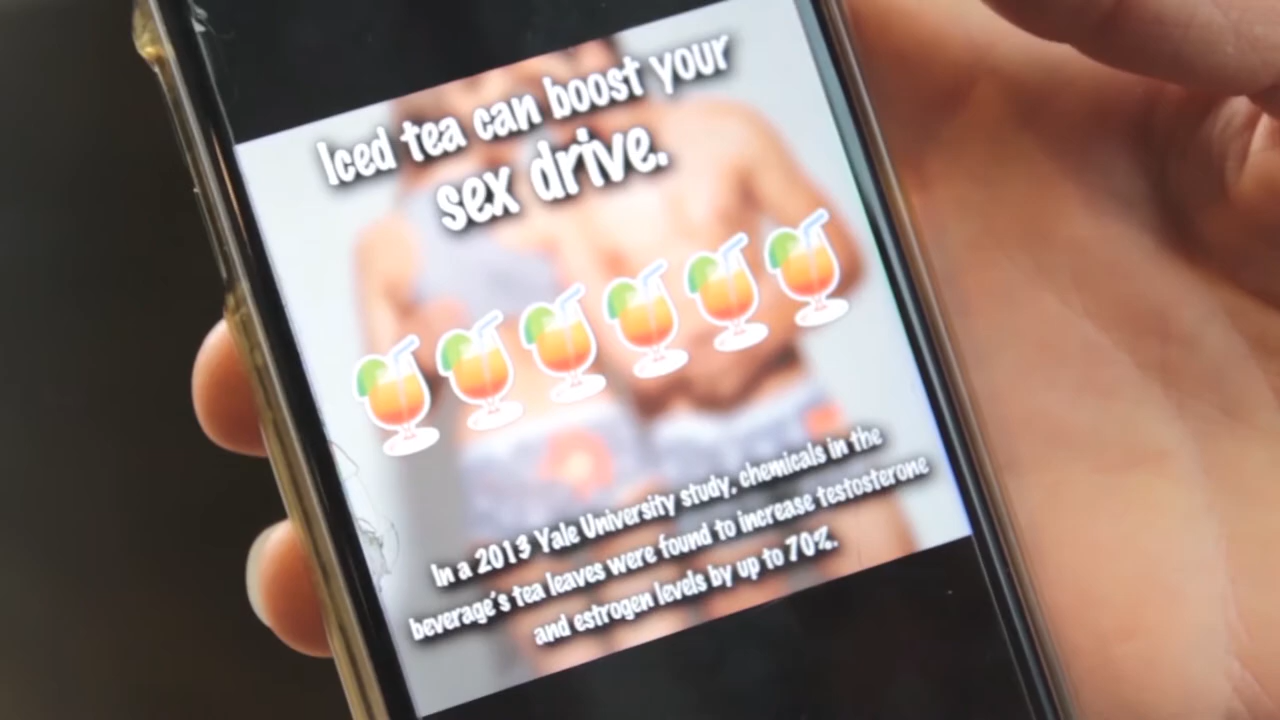 Iced tea can boost your
sex drive.
In a 2013 Yale University study, chemicals in the
beverage's tea leaves were found to increase testosterone
and estrogen levels by up to 70%.